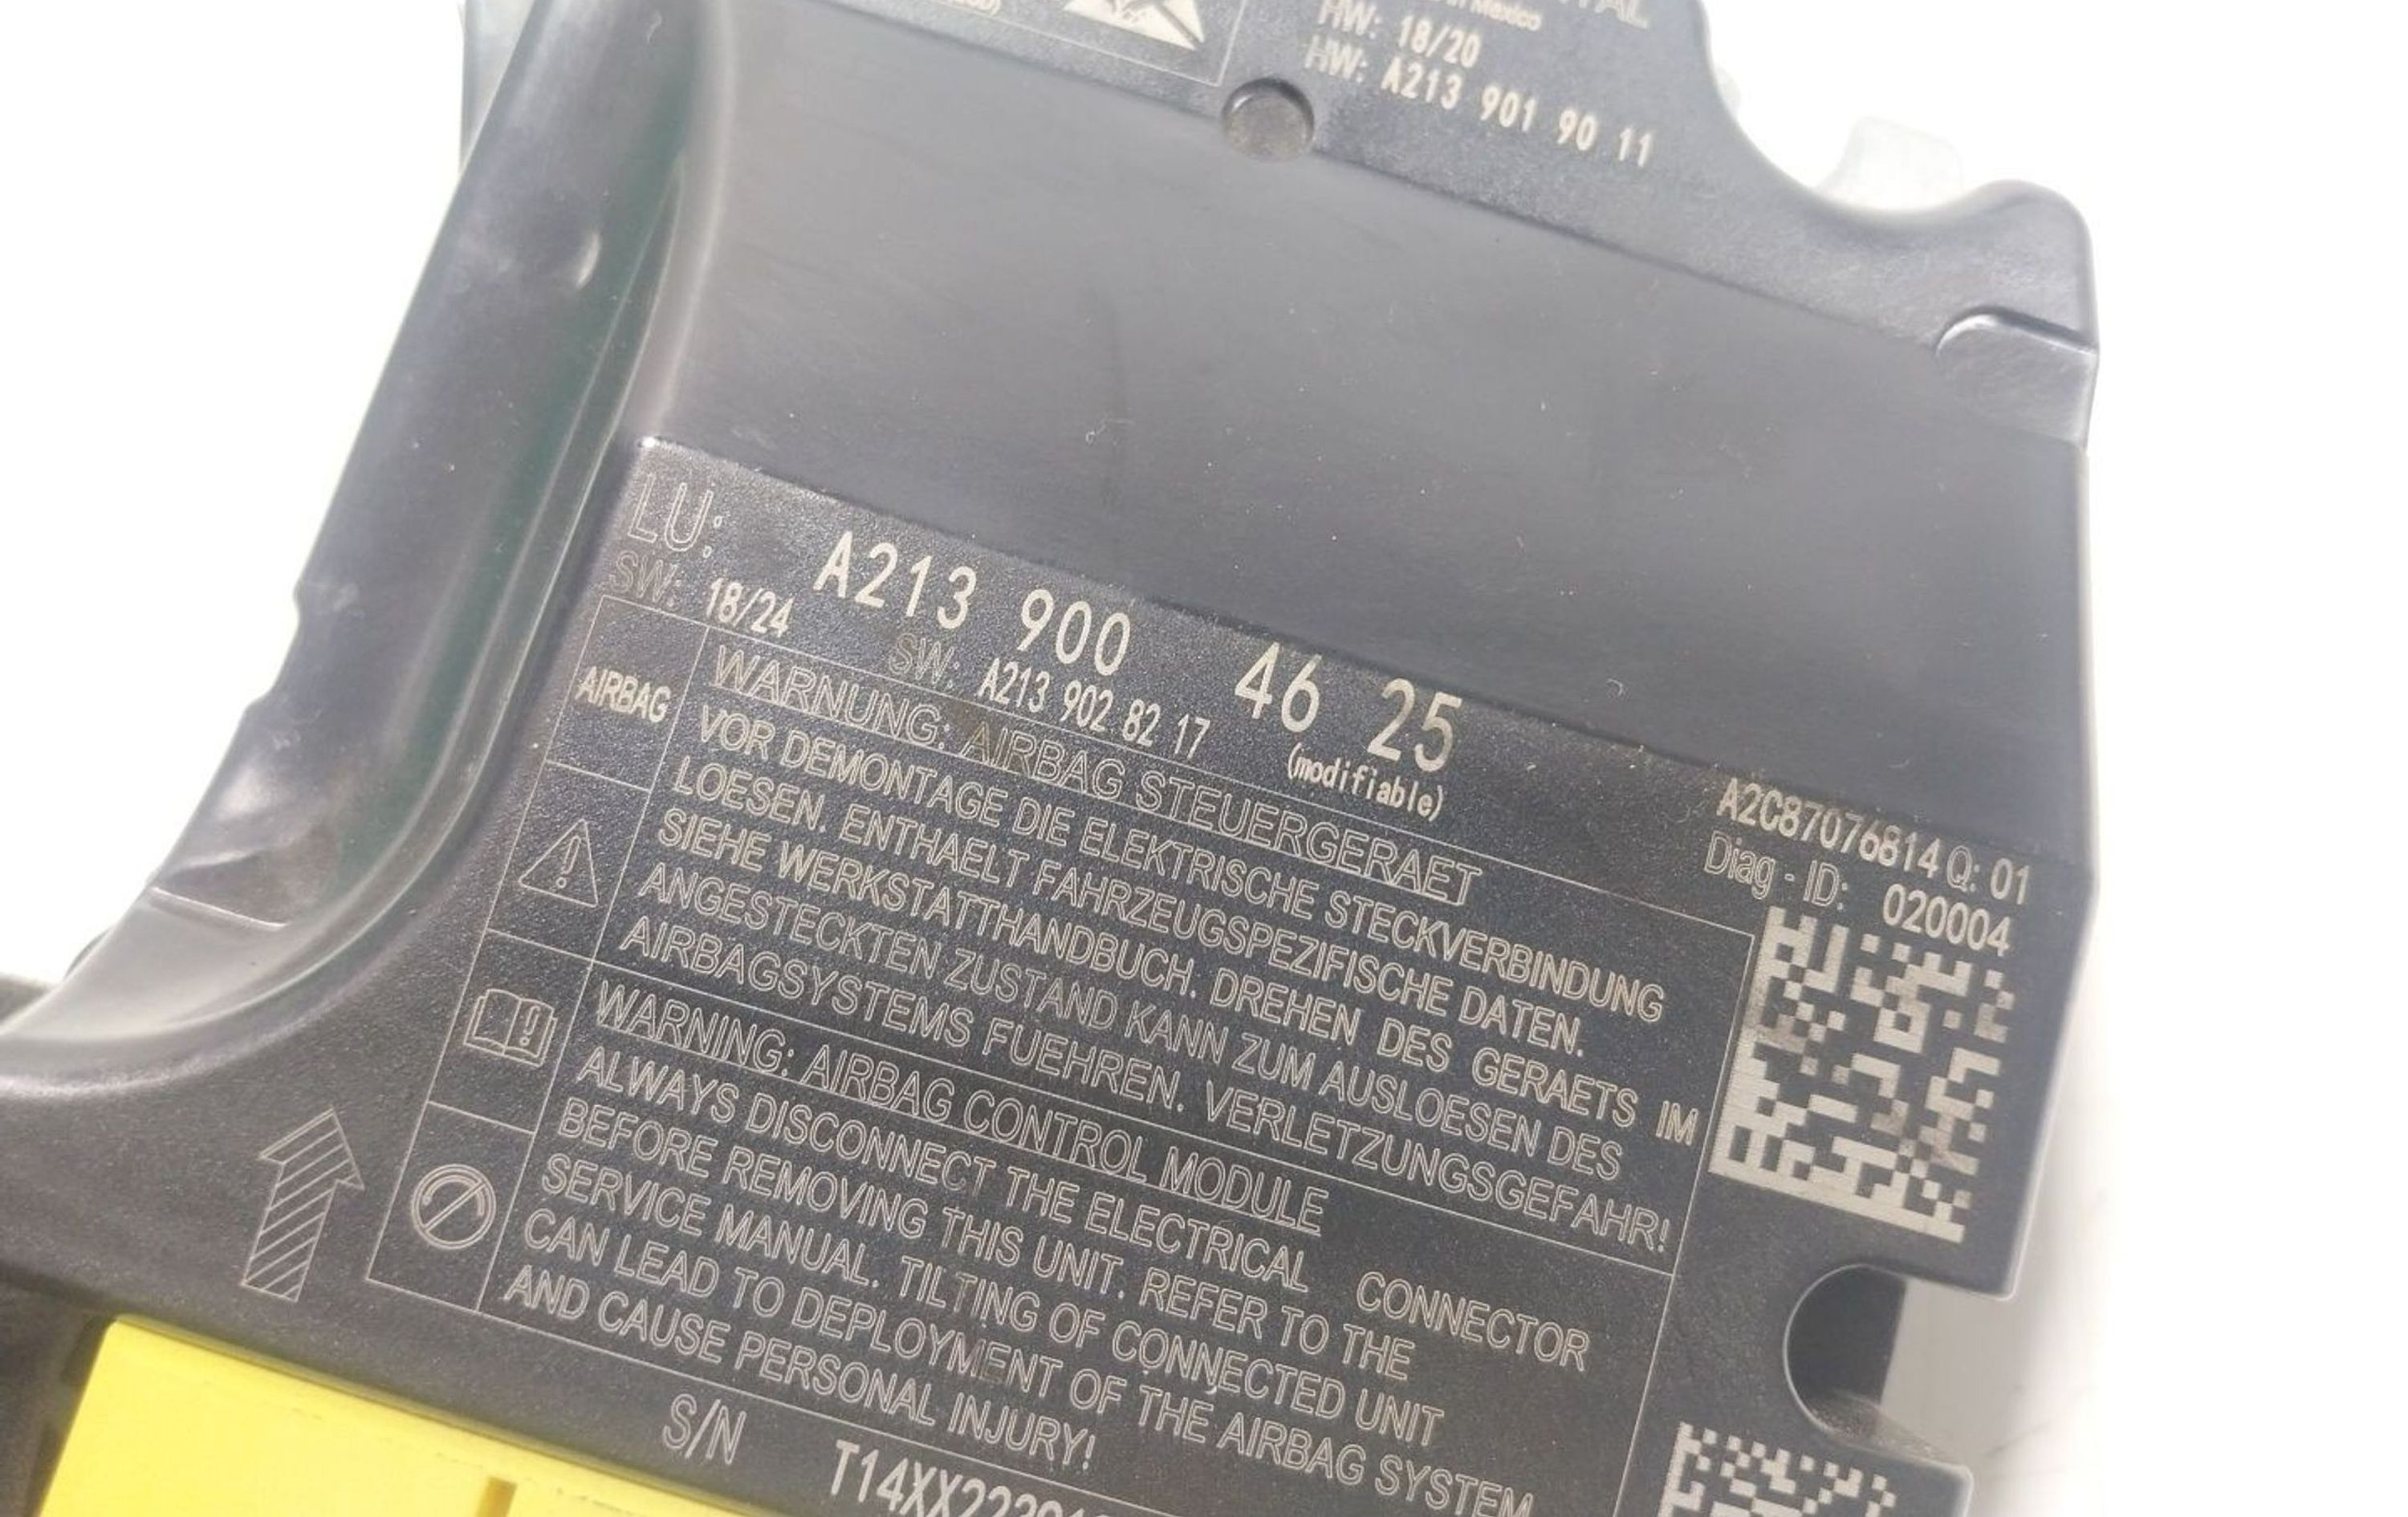 HW: 18/20
HW: A213 901 90 11
LU: A213 900 46 25
SW: 18/24 SW: A213 902 82 17 (modifiable)
A2C87076814 Q: 01
Diag - ID: 020004
AIRBAG
WARNUNG: AIRBAG STEUERGERAET
VOR DEMONTAGE DIE ELEKTRISCHE STECKVERBINDUNG
LOESEN. ENTHAELT FAHRZEUGSPEZIFISCHE DATEN.
SIEHE WERKSTATTHANDBUCH. DREHEN DES GERAETS IM
ANGESTECKTEN ZUSTAND KANN ZUM AUSLOESEN DES
AIRBAGSYSTEMS FUEHREN. VERLETZUNGSGEFAHR!
WARNING: AIRBAG CONTROL MODULE
ALWAYS DISCONNECT THE ELECTRICAL CONNECTOR
BEFORE REMOVING THIS UNIT. REFER TO THE
SERVICE MANUAL. TILTING OF CONNECTED UNIT
CAN LEAD TO DEPLOYMENT OF THE AIRBAG SYSTEM
AND CAUSE PERSONAL INJURY!
S/N